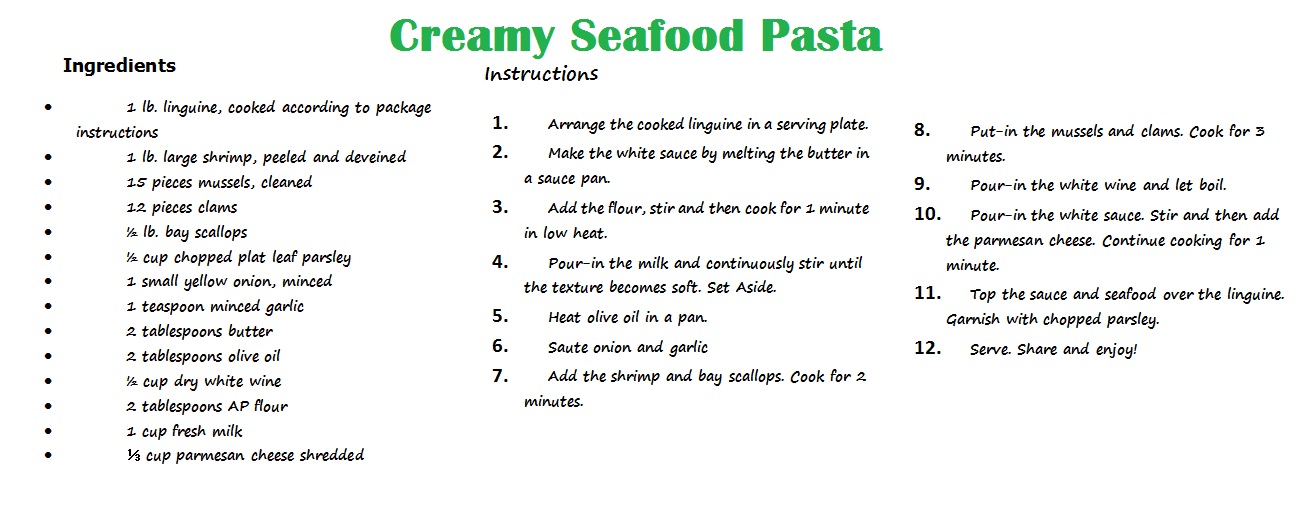 Creamy Seafood Pasta
Ingredients
• 1 lb. linguine, cooked according to package
instructions
• 1 lb. large shrimp, peeled and deveined
• 15 pieces mussels, cleaned
• 12 pieces clams
• ½ lb. bay scallops
• ½ cup chopped plat leaf parsley
• 1 small yellow onion, minced
• 1 teaspoon minced garlic
• 2 tablespoons butter
• 2 tablespoons olive oil
• ½ cup dry white wine
• 2 tablespoons AP flour
• 1 cup fresh milk
• ⅓ cup parmesan cheese shredded
Instructions
1. Arrange the cooked linguine in a serving plate.
2. Make the white sauce by melting the butter in
a sauce pan.
3. Add the flour, stir and then cook for 1 minute
in low heat.
4. Pour-in the milk and continuously stir until
the texture becomes soft. Set Aside.
5. Heat olive oil in a pan.
6. Saute onion and garlic
7. Add the shrimp and bay scallops. Cook for 2
minutes.
8. Put-in the mussels and clams. Cook for 3
minutes.
9. Pour-in the white wine and let boil.
10. Pour-in the white sauce. Stir and then add
the parmesan cheese. Continue cooking for 1
minute.
11. Top the sauce and seafood over the linguine.
Garnish with chopped parsley.
12. Serve. Share and enjoy!